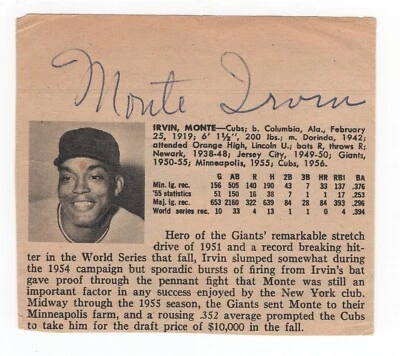 Monte Irvin
IRVIN, MONTE—Cubs; b. Columbia, Ala., February
25, 1919; 6' 1½", 200 lbs.; m. Dorinda, 1942;
attended Orange High, Lincoln U.; bats R, throws R;
Newark, 1938-48; Jersey City, 1949-50; Giants,
1950-55; Minneapolis, 1955; Cubs, 1956.
G AB R H 2B 3B HR RBI BA
Min. lg. rec. 156 505 140 190 43 7 33 137 .376
'55 statistics 51 150 16 38 7 1 1 17 .253
Maj. lg. rec. 653 2160 322 639 84 28 84 393 .296
World series rec. 10 33 4 13 1 1 0 4 .394
Hero of the Giants' remarkable stretch
drive of 1951 and a record breaking hit-
ter in the World Series that fall, Irvin slumped somewhat during
the 1954 campaign but sporadic bursts of firing from Irvin's bat
gave proof through the pennant fight that Monte was still an
important factor in any success enjoyed by the New York club.
Midway through the 1955 season, the Giants sent Monte to their
Minneapolis farm, and a rousing .352 average prompted the Cubs
to take him for the draft price of $10,000 in the fall.